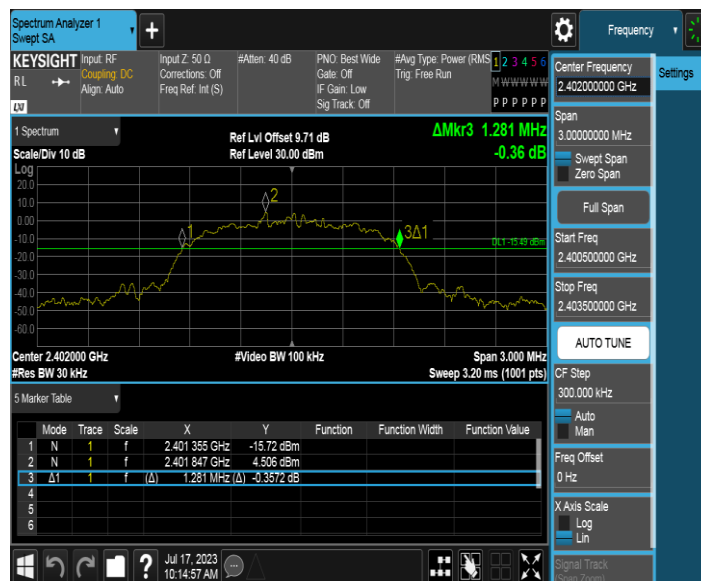 Spectrum Analyzer 1
Swept SA
+
Frequency
KEYSIGHT Input: RF Input Z: 50 Ω #Atten: 40 dB PNO: Best Wide #Avg Type: Power (RMS 1 2 3 4 5 6
RL Coupling: DC Corrections: Off Gate: Off Trig: Free Run M W W W W W
Align: Auto Freq Ref: Int (S) IF Gain: Low
Sig Track: Off P P P P P P
LXI
1 Spectrum
Scale/Div 10 dB
Ref Lvl Offset 9.71 dB
Ref Level 30.00 dBm
ΔMkr3 1.281 MHz
-0.36 dB
Log
20.0
10.0
0.00
-10.0
-20.0
-30.0
-40.0
-50.0
-60.0
1
2
3Δ1
DL1 -15.49 dBm
Center 2.402000 GHz #Video BW 100 kHz Span 3.000 MHz
#Res BW 30 kHz Sweep 3.20 ms (1001 pts)
5 Marker Table
Mode Trace Scale X Y Function Function Width Function Value
1 N 1 f 2.401 355 GHz -15.72 dBm
2 N 1 f 2.401 847 GHz 4.506 dBm
3 Δ1 1 f (Δ) 1.281 MHz (Δ) -0.3572 dB
4
5
6
? Jul 17, 2023
10:14:57 AM
Center Frequency
2.402000000 GHz
Span
3.00000000 MHz
Swept Span
Zero Span
Full Span
Start Freq
2.400500000 GHz
Stop Freq
2.403500000 GHz
AUTO TUNE
CF Step
300.000 kHz
Auto
Man
Freq Offset
0 Hz
X Axis Scale
Log
Lin
Signal Track
(Span Zoom)
Settings